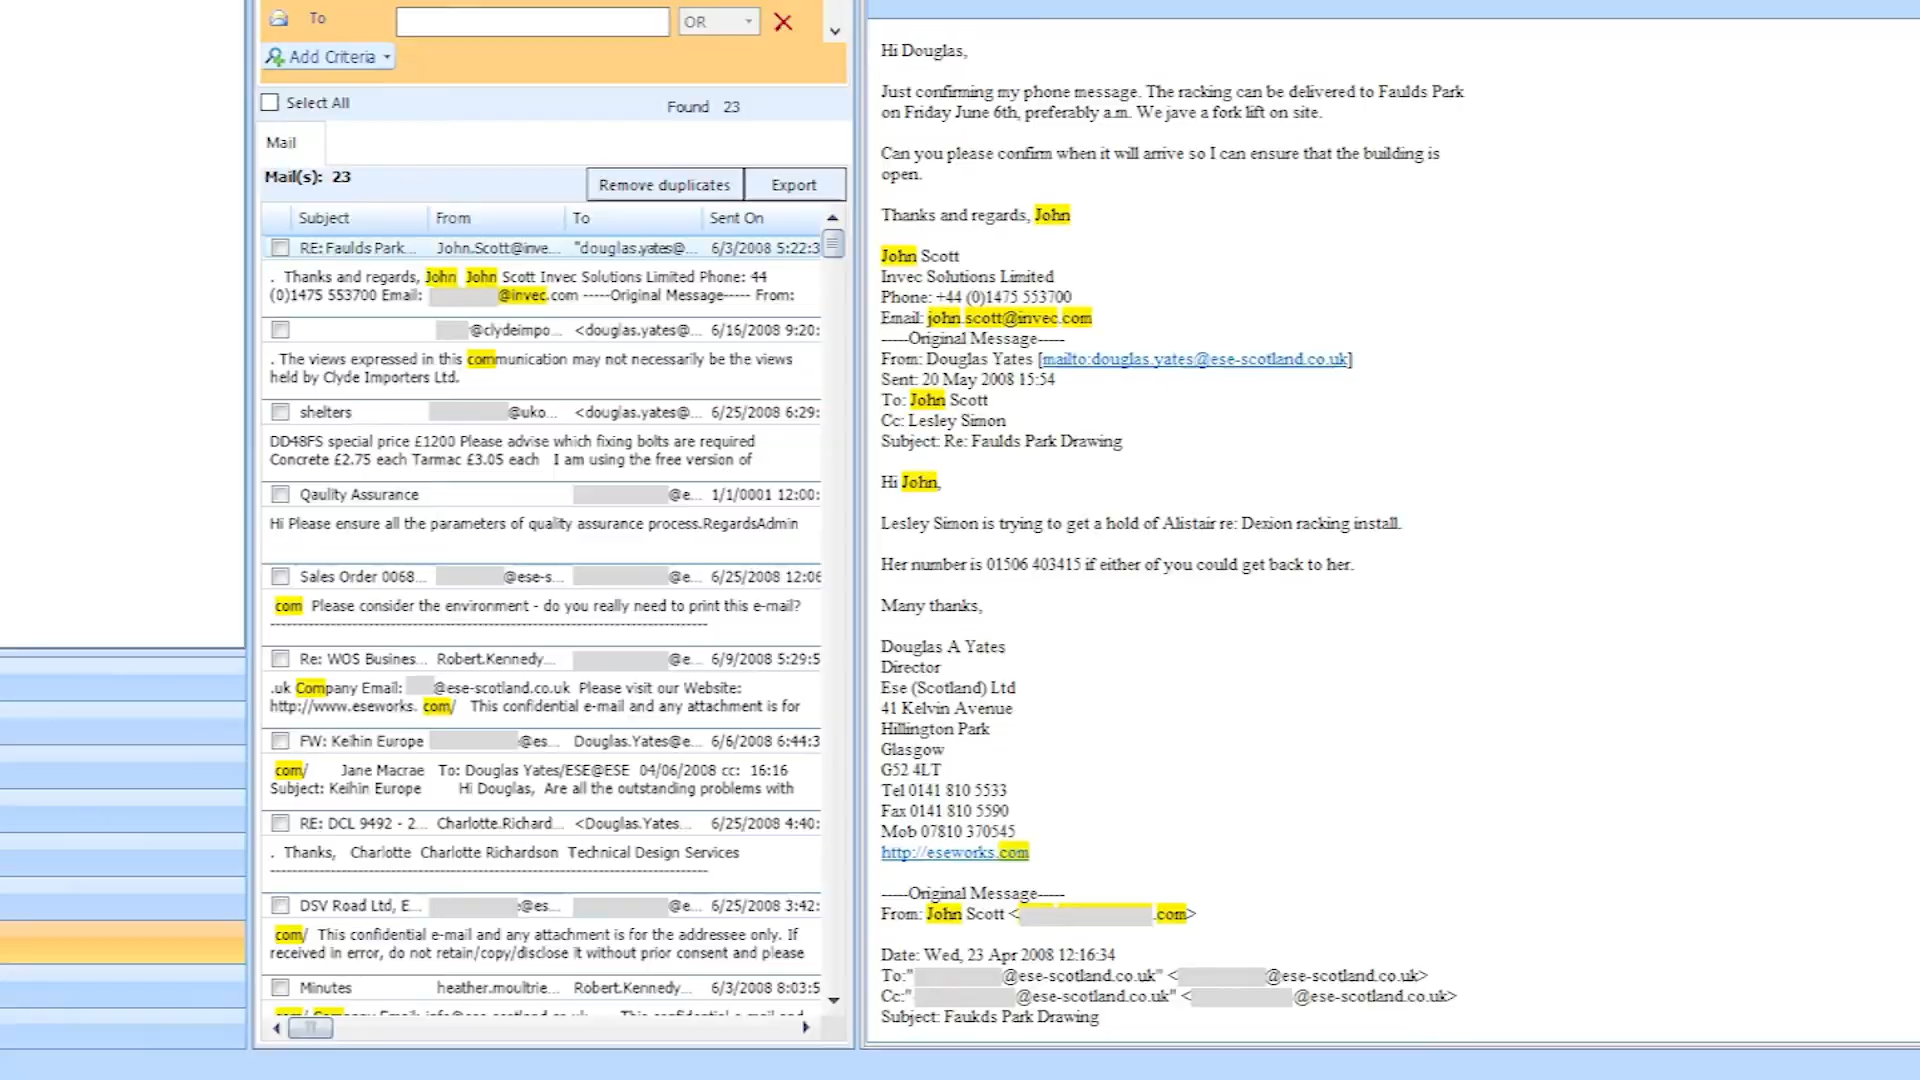 To
OR
Add Criteria
Select All
Found 23
Mail
Mail(s): 23
Remove duplicates
Export
Subject From To Sent On
RE: Faulds Park... John.Scott@inve... "douglas.yates@... 6/3/2008 5:22:3
. Thanks and regards, John John Scott Invec Solutions Limited Phone: 44
(0)1475 553700 Email: @invec.com -----Original Message----- From:
@clydeimpo... <douglas.yates@... 6/16/2008 9:20:
. The views expressed in this communication may not necessarily be the views
held by Clyde Importers Ltd.
shelters @uko... <douglas.yates@... 6/25/2008 6:29:
DD48FS special price £1200 Please advise which fixing bolts are required
Concrete £2.75 each Tarmac £3.05 each I am using the free version of
Qaulity Assurance @e... 1/1/0001 12:00:
Hi Please ensure all the parameters of quality assurance process.RegardsAdmin
Sales Order 0068... @ese-s... @e... 6/25/2008 12:06
com Please consider the environment - do you really need to print this e-mail?
Re: WOS Busines... Robert.Kennedy... @e... 6/9/2008 5:29:5
.uk Company Email: @ese-scotland.co.uk Please visit our Website:
http://www.eseworks. com/ This confidential e-mail and any attachment is for
FW: Keihin Europe @es... Douglas.Yates@e... 6/6/2008 6:44:3
com/ Jane Macrae To: Douglas Yates/ESE@ESE 04/06/2008 cc: 16:16
Subject: Keihin Europe Hi Douglas, Are all the outstanding problems with
RE: DCL 9492 - 2... Charlotte.Richard... <Douglas.Yates... 6/25/2008 4:40:
. Thanks, Charlotte Charlotte Richardson Technical Design Services
DSV Road Ltd, E... @es... @e... 6/25/2008 3:42:
com/ This confidential e-mail and any attachment is for the addressee only. If
received in error, do not retain/copy/disclose it without prior consent and please
Minutes heather.moultrie... Robert.Kennedy... 6/3/2008 8:03:5
Hi Douglas,
Just confirming my phone message. The racking can be delivered to Faulds Park
on Friday June 6th, preferably a.m. We jave a fork lift on site.
Can you please confirm when it will arrive so I can ensure that the building is
open.
Thanks and regards, John
John Scott
Invec Solutions Limited
Phone: +44 (0)1475 553700
Email: john.scott@invec.com
-----Original Message-----
From: Douglas Yates [mailto:douglas.yates@ese-scotland.co.uk]
Sent: 20 May 2008 15:54
To: John Scott
Cc: Lesley Simon
Subject: Re: Faulds Park Drawing
Hi John,
Lesley Simon is trying to get a hold of Alistair re: Dexion racking install.
Her number is 01506 403415 if either of you could get back to her.
Many thanks,
Douglas A Yates
Director
Ese (Scotland) Ltd
41 Kelvin Avenue
Hillington Park
Glasgow
G52 4LT
Tel 0141 810 5533
Fax 0141 810 5590
Mob 07810 370545
http://eseworks.com
-----Original Message-----
From: John Scott < .com>
Date: Wed, 23 Apr 2008 12:16:34
To:" @ese-scotland.co.uk" < @ese-scotland.co.uk>
Cc:" @ese-scotland.co.uk" < @ese-scotland.co.uk>
Subject: Faukds Park Drawing